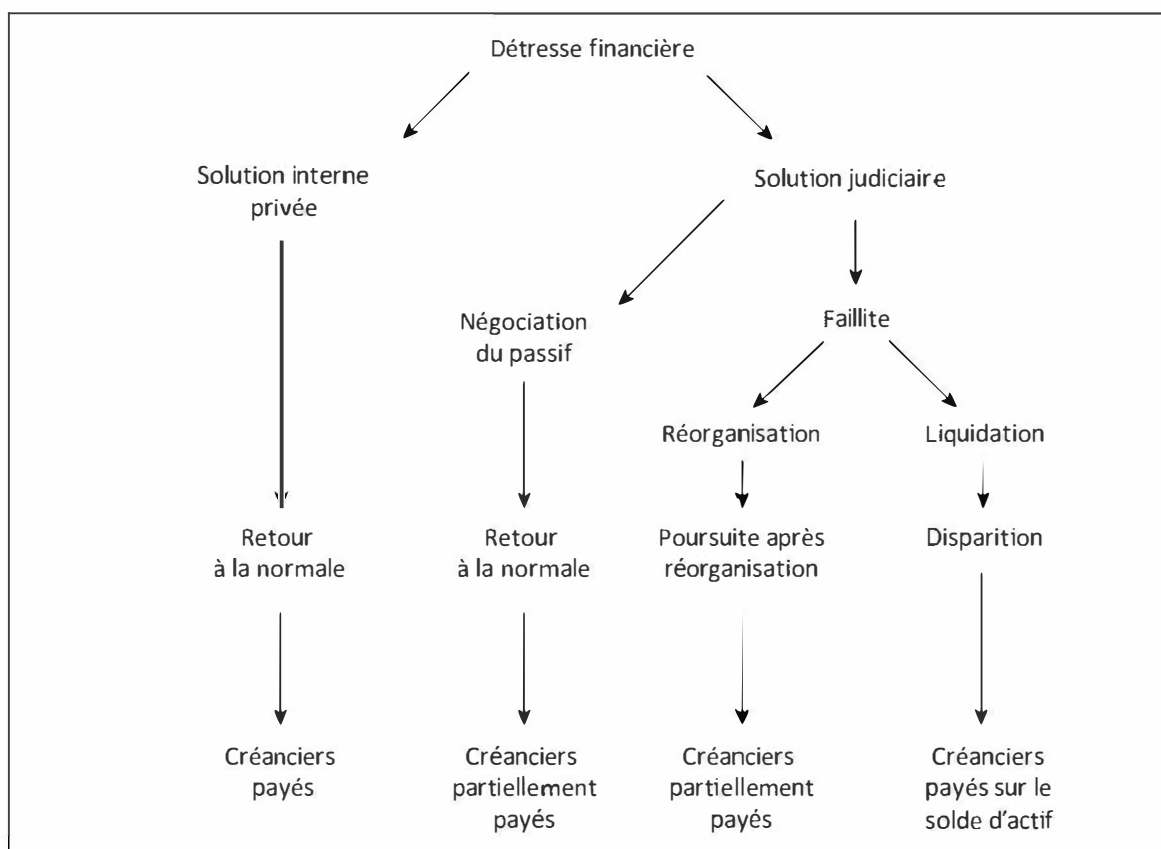 Détresse financière
Solution interne
privée
Solution judiciaire
Négociation
du passif
Faillite
Réorganisation
Liquidation
Retour
à la normale
Retour
à la normale
Poursuite après
réorganisation
Disparition
Créanciers
payés
Créanciers
partiellement
payés
Créanciers
partiellement
payés
Créanciers
payés sur le
solde d'actif